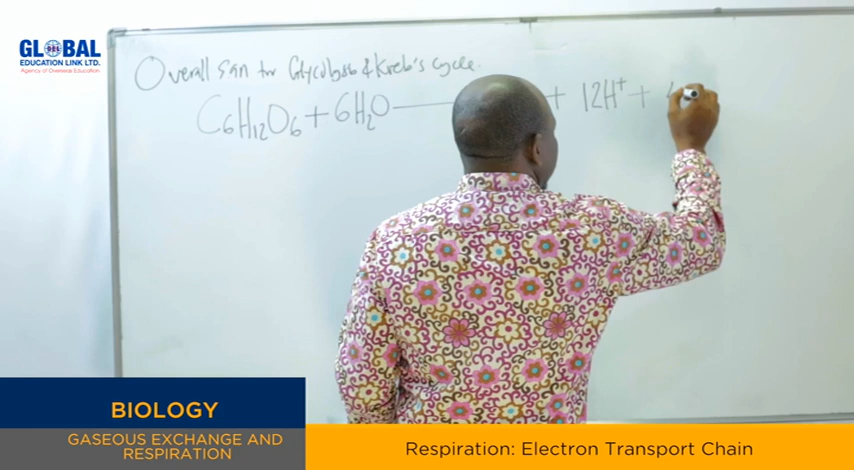 GLOBAL
GEL
EDUCATION LINK LTD.
Agency of Overseas Education
Overall Eqn for Glycolysis & Kreb's cycle.
C₆H₁₂O₆ + 6H₂O —
+ 12H⁺ +
BIOLOGY
GASEOUS EXCHANGE AND
RESPIRATION
Respiration: Electron Transport Chain